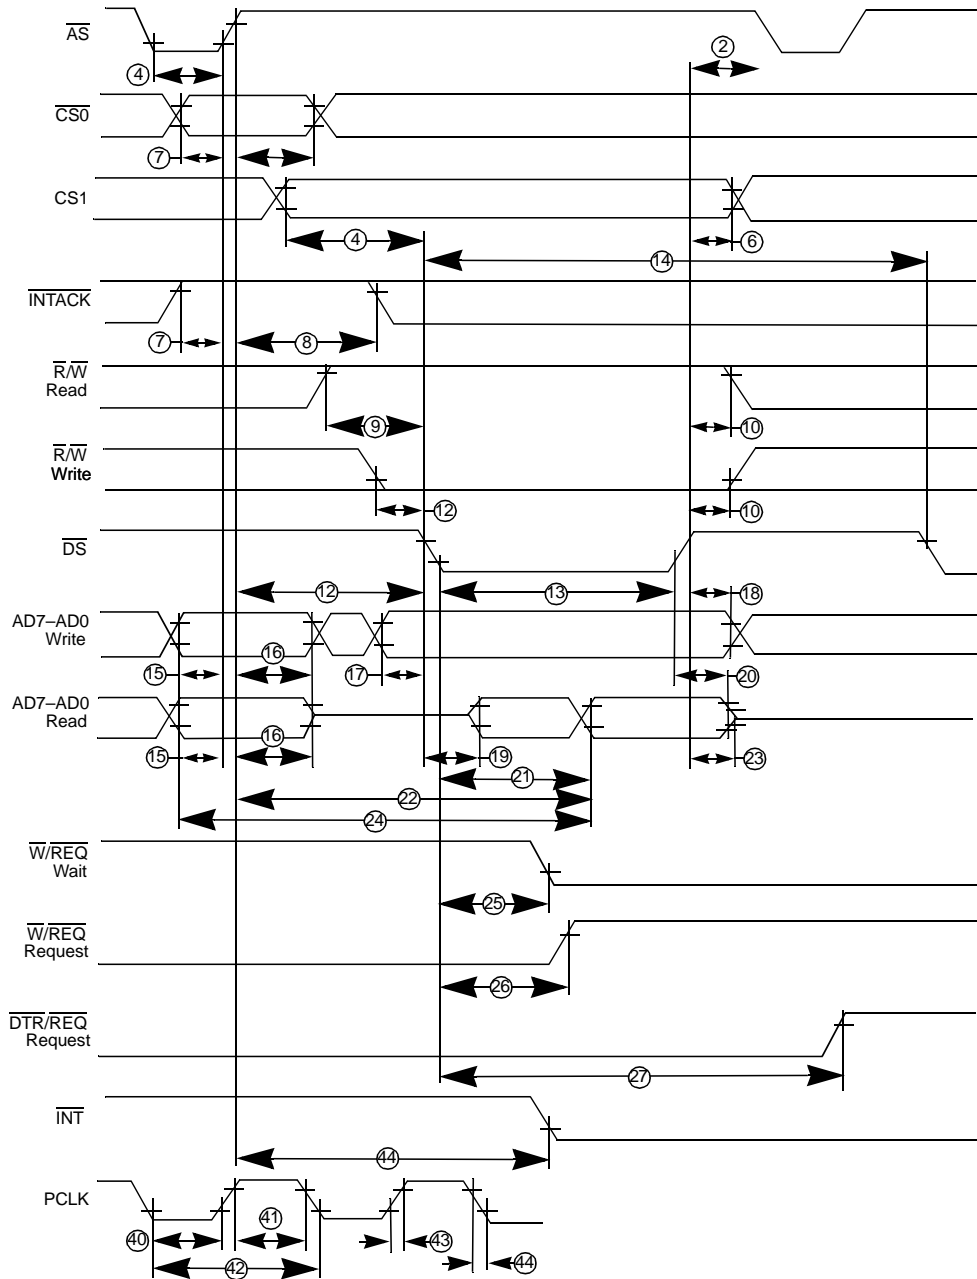 AS
2
4
CS0
7
CS1
4
6
14
INTACK
7
8
R/W
Read
9
10
R/W
Write
12
10
DS
12
13
18
AD7–AD0
Write
15
16
17
20
AD7–AD0
Read
15
16
19
23
21
22
24
W/REQ
Wait
25
W/REQ
Request
26
DTR/REQ
Request
27
INT
44
PCLK
40
41
43
42
44